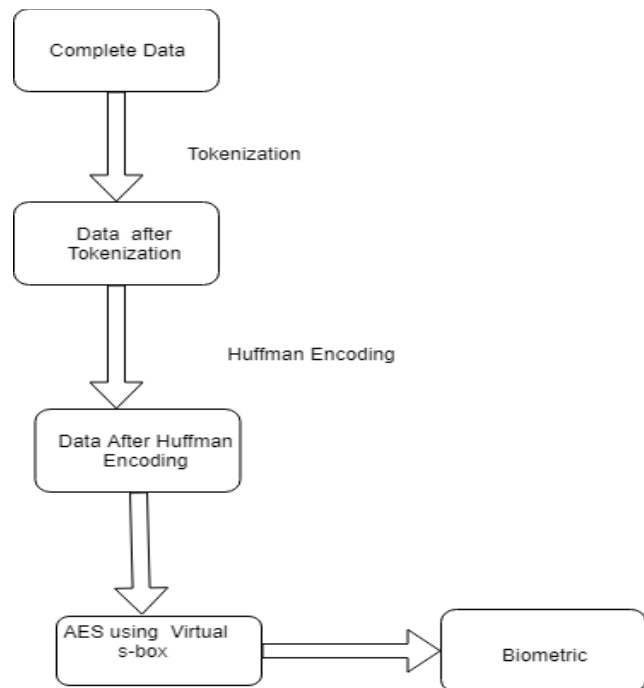 Complete Data
Tokenization
Data after
Tokenization
Huffman Encoding
Data After Huffman
Encoding
AES using Virtual
s-box
Biometric